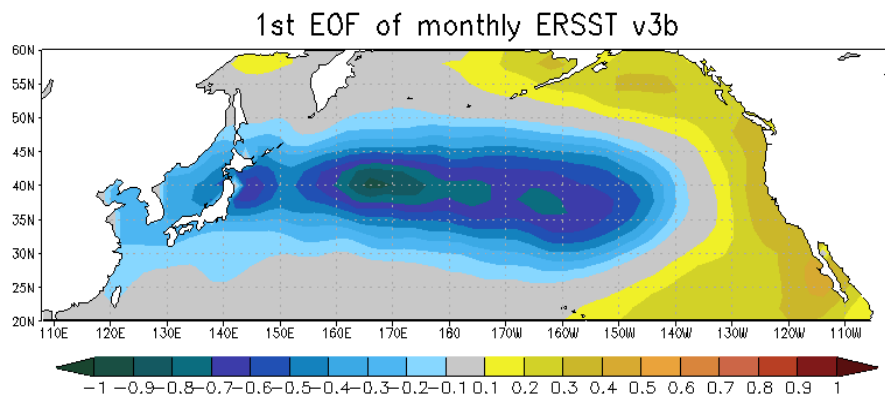 1st EOF of monthly ERSST v3b
60N
55N
50N
45N
40N
35N
30N
25N
20N
110E 120E 130E 140E 150E 160E 170E 180 170W 160W 150W 140W 130W 120W 110W
-1 -0.9 -0.8 -0.7 -0.6 -0.5 -0.4 -0.3 -0.2 -0.1 0.1 0.2 0.3 0.4 0.5 0.6 0.7 0.8 0.9 1